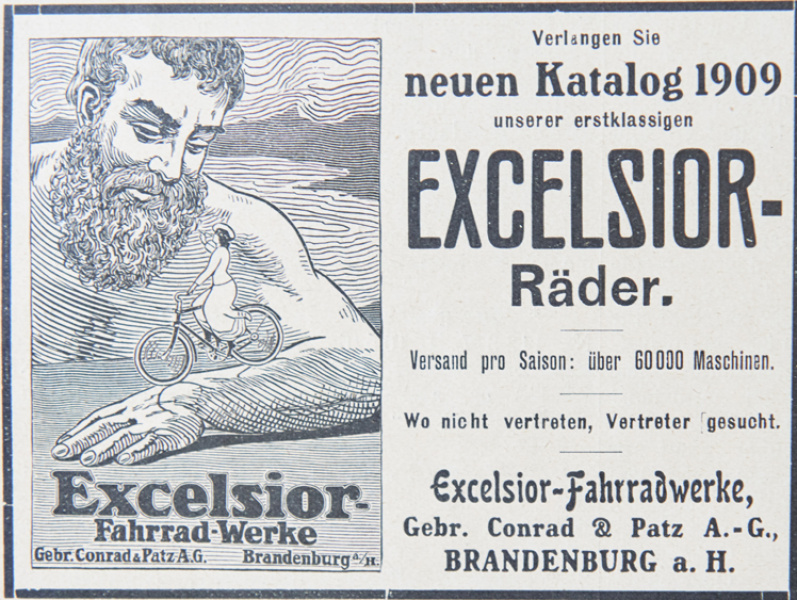 Excelsior-
Fahrrad-Werke
Gebr. Conrad & Patz A.G. Brandenburg A/H.
Verlangen Sie
neuen Katalog 1909
unserer erstklassigen
EXCELSIOR-
Räder.
Versand pro Saison: über 60000 Maschinen.
Wo nicht vertreten, Vertreter gesucht.
Excelsior-Fahrradwerke,
Gebr. Conrad & Patz A.-G.,
BRANDENBURG a. H.